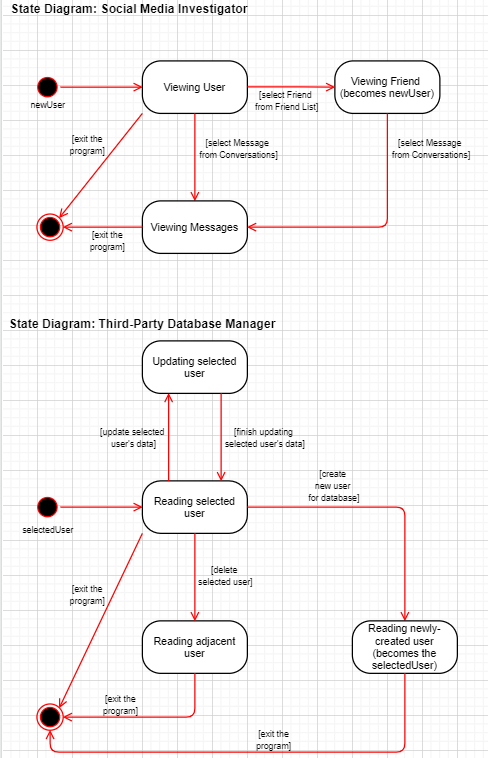 State Diagram: Social Media Investigator
Viewing User
Viewing Friend
(becomes newUser)
[select Friend
from Friend List]
newUser
[exit the
program]
[select Message
from Conversations]
[select Message
from Conversations]
Viewing Messages
[exit the
program]
State Diagram: Third-Party Database Manager
Updating selected
user
[update selected
user's data]
[finish updating
selected user's data]
[create
new user
for database]
Reading selected
user
selectedUser
[delete
selected user]
[exit the
program]
Reading adjacent
user
Reading newly-
created user
(becomes the
selectedUser)
[exit the
program]
[exit the
program]